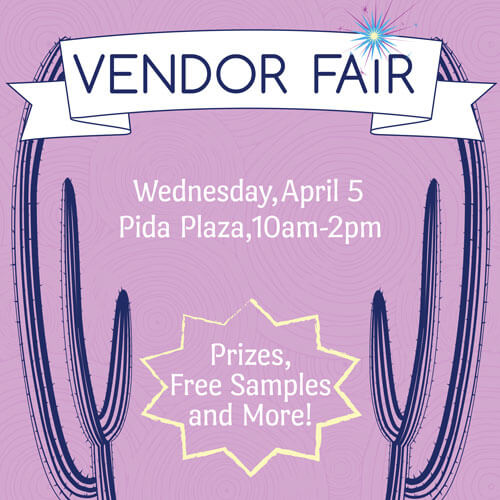 VENDOR FAIR
Wednesday, April 5
Pida Plaza,10am-2pm
Prizes,
Free Samples
and More!